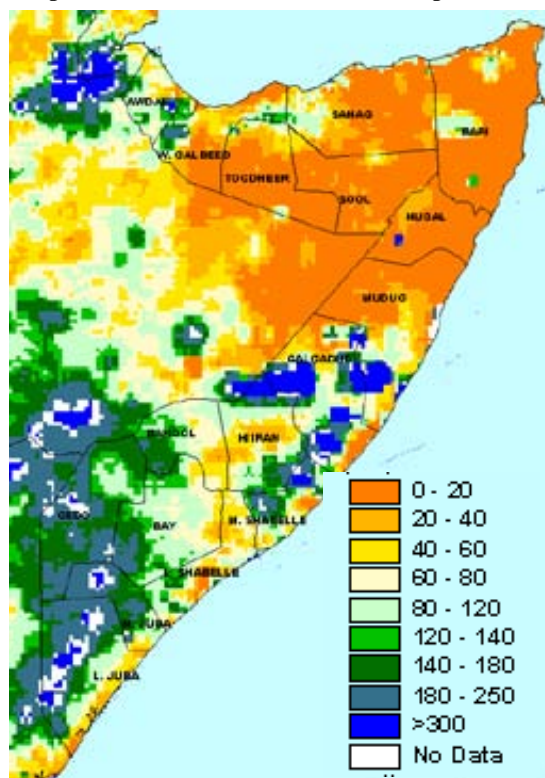 AWDAL
SANAG
BARI
W. GALBEED
TOGDHEER
SOOL
NUGAL
MUDUG
GALGADUD
BAKOOL
HIIRAN
GEDO
BAY
M. SHABELLE
L. SHABELLE
M. JUBA
L. JUBA
0 - 20
20 - 40
40 - 60
60 - 80
80 - 120
120 - 140
140 - 180
180 - 250
>300
No Data